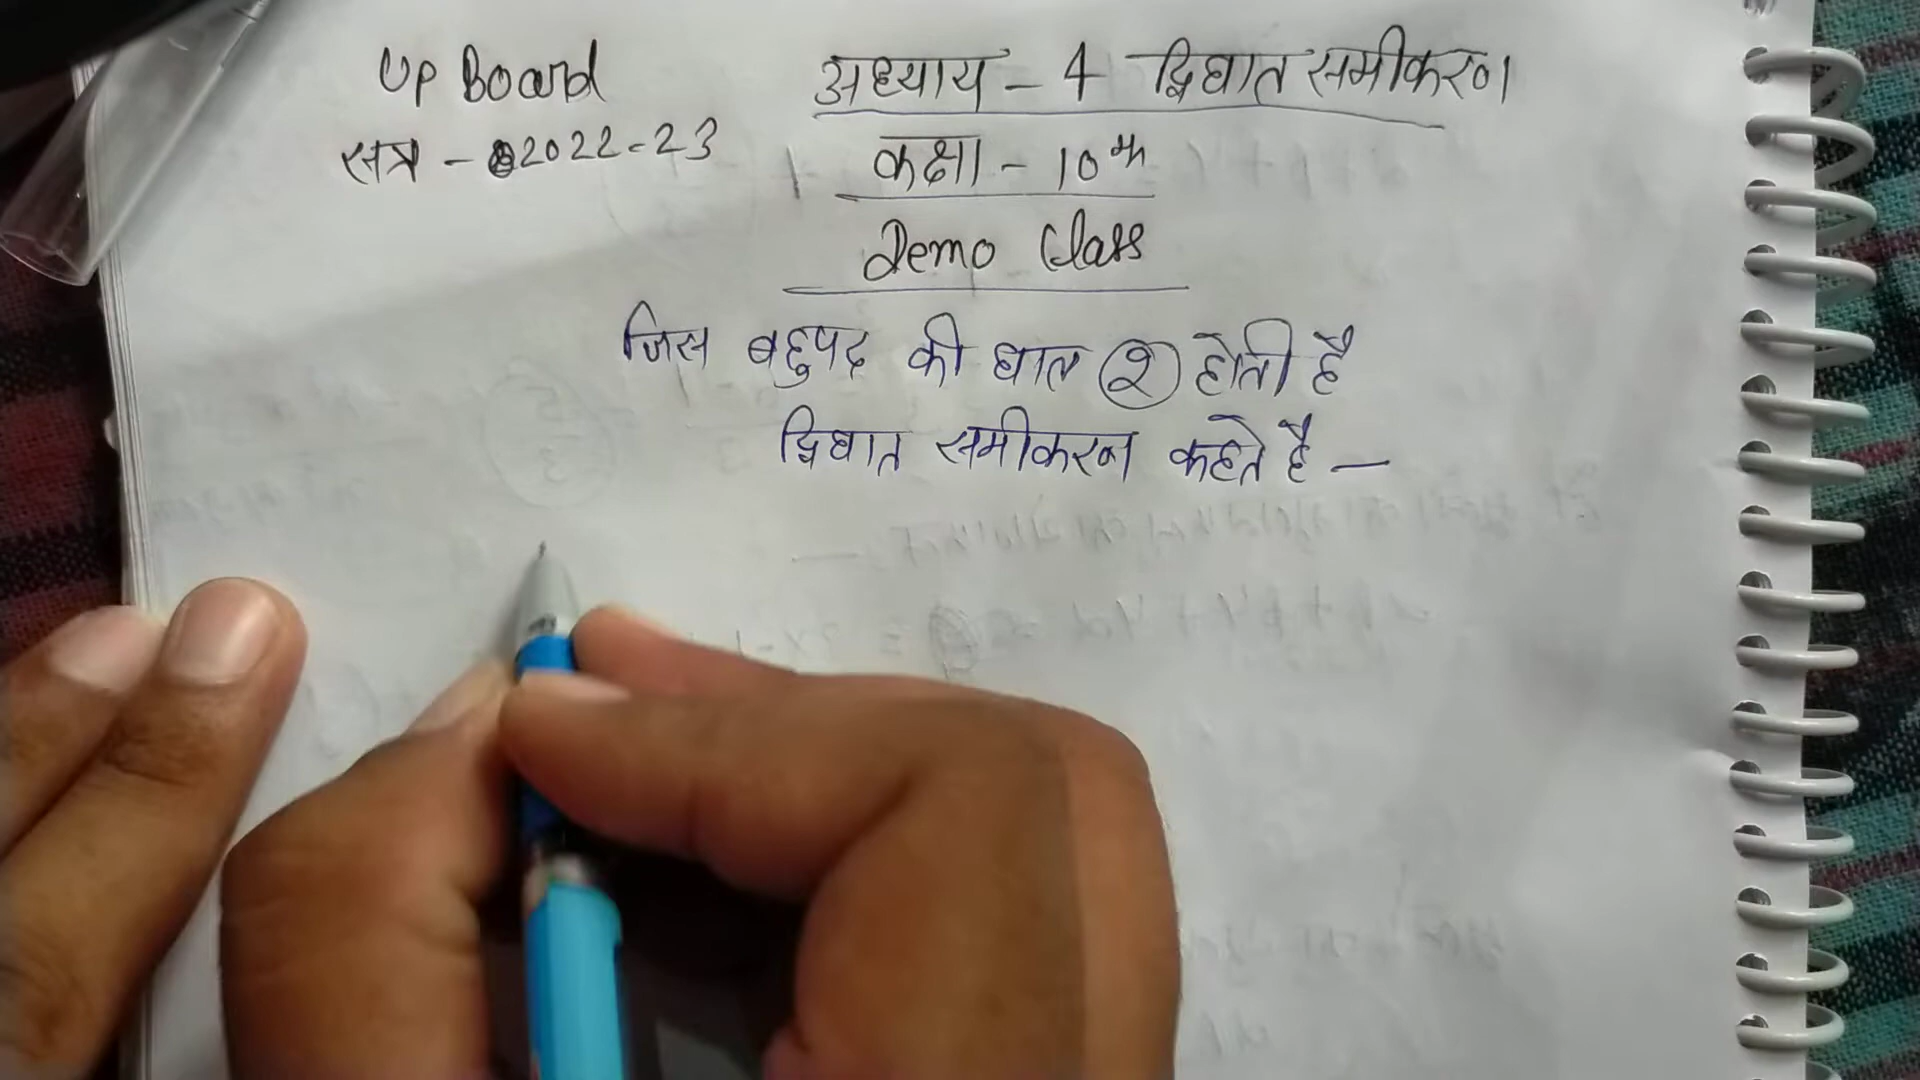 UP Board
सत्र - 2022-23
अध्याय - 4 द्विघात समीकरण
कक्षा - 10th
Demo Class
जिस बहुपद की घात 2 होती है
द्विघात समीकरण कहते है -